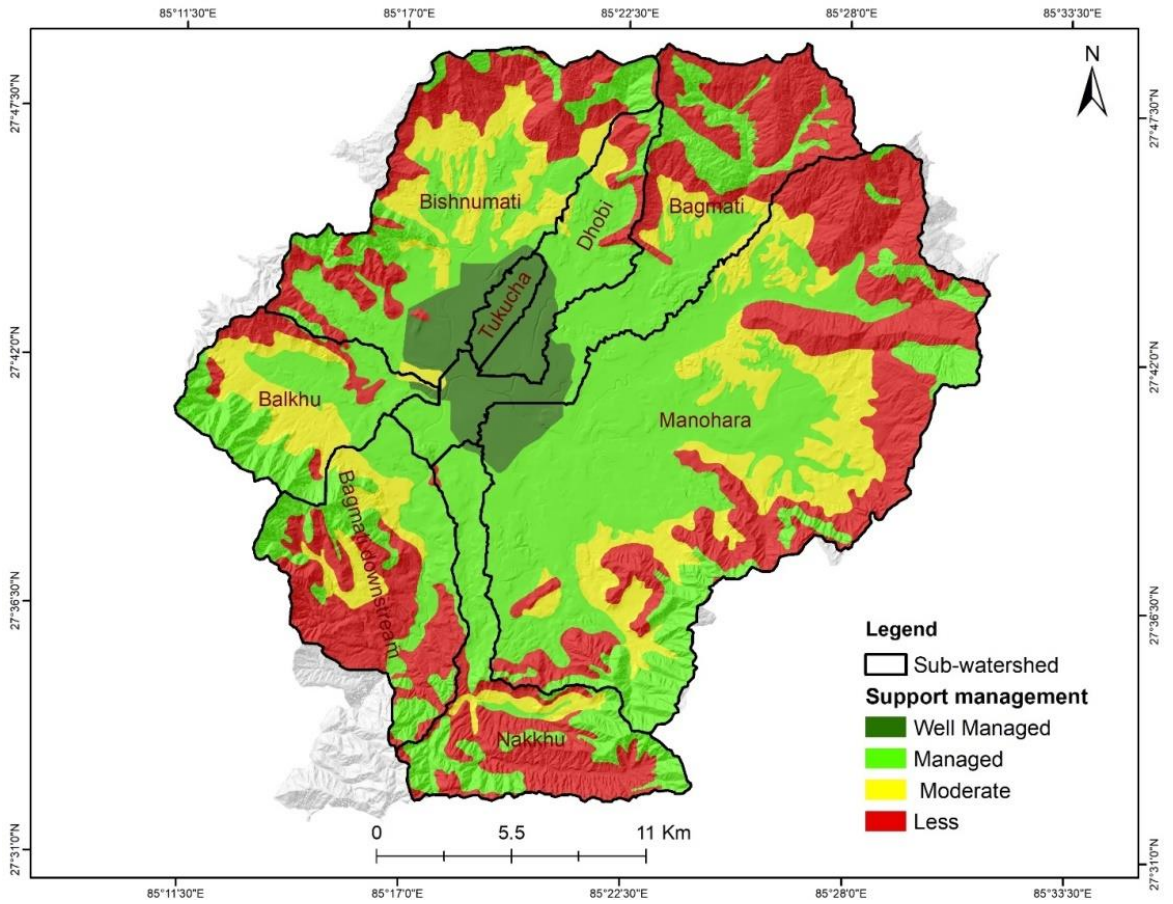 85°11'30"E
85°17'0"E
85°22'30"E
85°28'0"E
85°33'30"E
N
27°47'30"N
27°47'30"N
Bishnumati
Dhobi
Bagmati
Tukucha
27°42'0"N
27°42'0"N
Balkhu
Manohara
Bagmati downstream
27°36'30"N
27°36'30"N
Legend
Sub-watershed
Support management
Well Managed
Managed
Moderate
Less
Nakkhu
0 5.5 11 Km
27°31'0"N
27°31'0"N
85°11'30"E
85°17'0"E
85°22'30"E
85°28'0"E
85°33'30"E